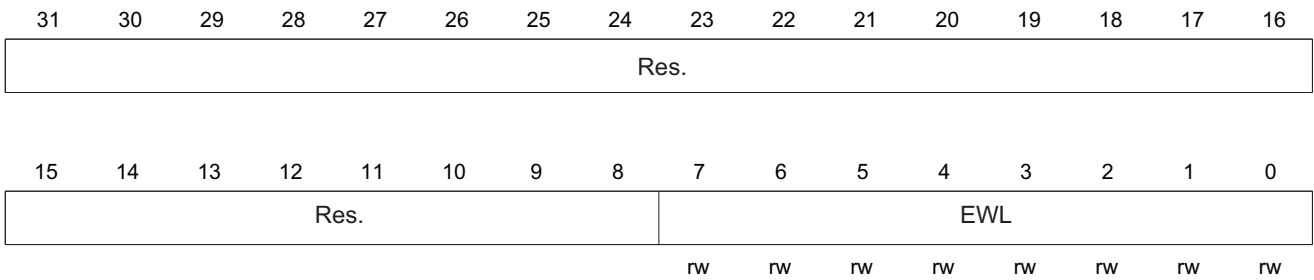 31 30 29 28 27 26 25 24 23 22 21 20 19 18 17 16
Res.
15 14 13 12 11 10 9 8 7 6 5 4 3 2 1 0
Res. EWL
rw rw rw rw rw rw rw rw